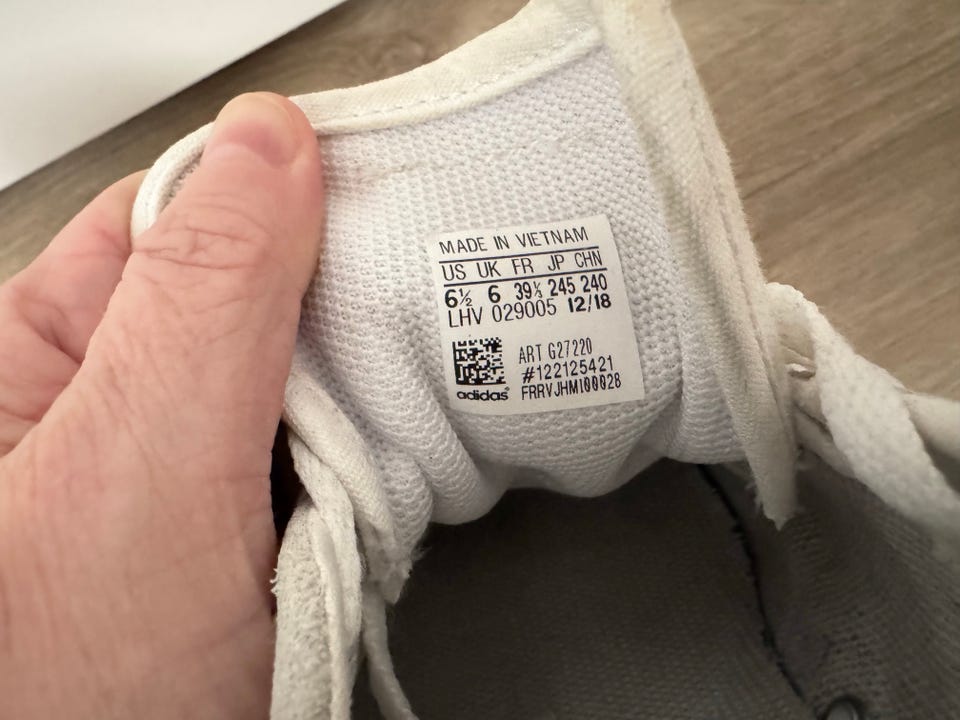 MADE IN VIETNAM
US UK FR JP CHN
6½ 6 39⅓ 245 240
LHV 029005 12/18
ART G27220
#122125421
FRRVJHM100028
adidas®